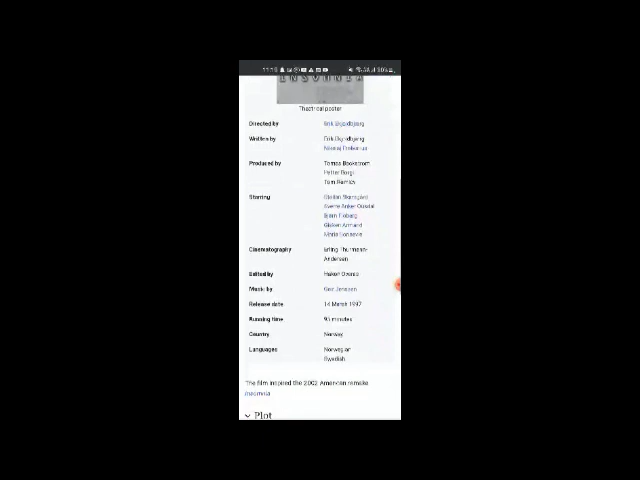 11:19
INSOMNIA
Theatrical poster
Directed by Erik Skjoldbjærg
Written by Erik Skjoldbjærg
Nikolaj Frobenius
Produced by Tomas Backström
Petter Borgli
Tom Remlov
Starring Stellan Skarsgård
Sverre Anker Ousdal
Bjørn Floberg
Gisken Armand
Maria Bonnevie
Cinematography Erling Thurmann-
Andersen
Edited by Håkon Øverås
Music by Geir Jenssen
Release date 14 March 1997
Running time
Country Norway
Languages Norwegian
Swedish
The film inspired the 2002 American remake
Insomnia
Plot